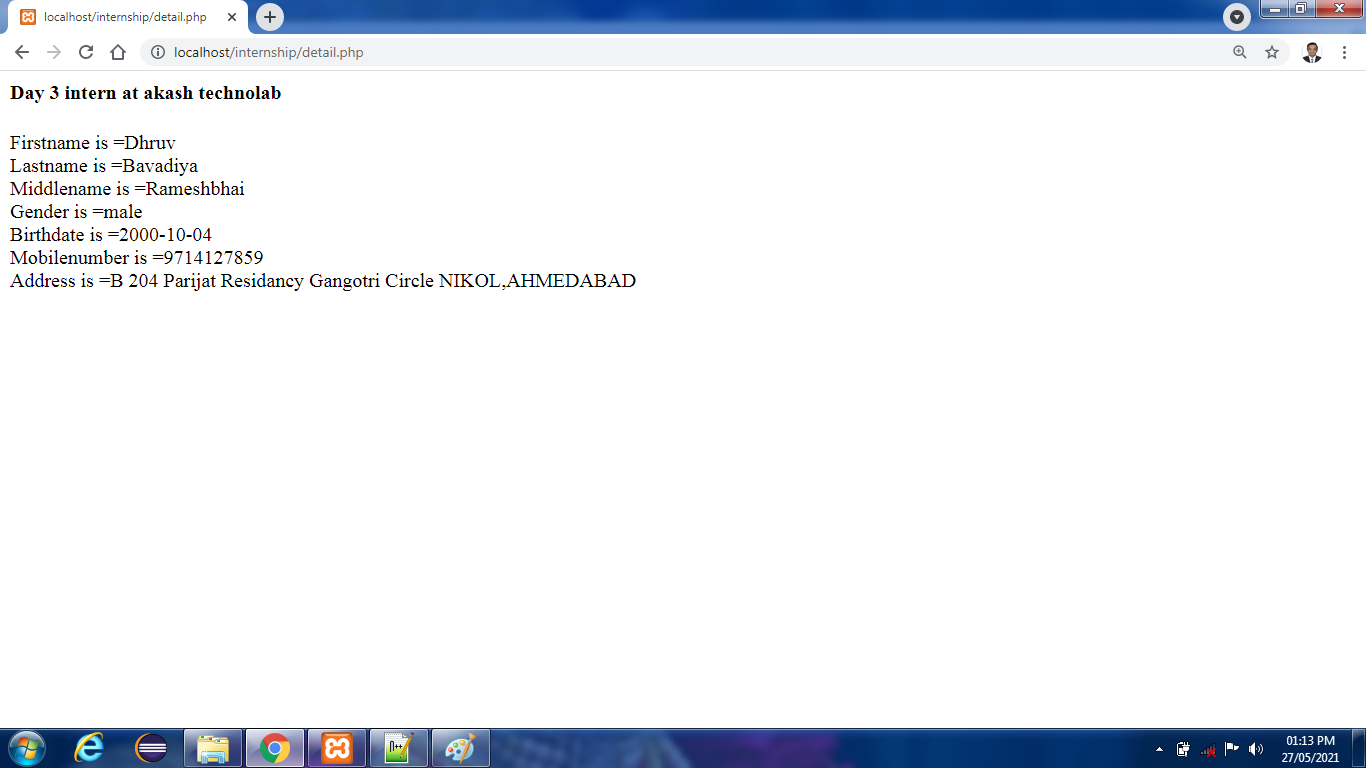 localhost/internship/detail.php
localhost/internship/detail.php
Day 3 intern at akash technolab
Firstname is =Dhruv
Lastname is =Bavadiya
Middlename is =Rameshbhai
Gender is =male
Birthdate is =2000-10-04
Mobilenumber is =9714127859
Address is =B 204 Parijat Residancy Gangotri Circle NIKOL,AHMEDABAD
01:13 PM
27/05/2021